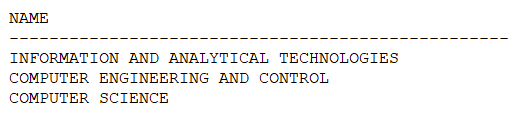 NAME
--------------------------------------------------
INFORMATION AND ANALYTICAL TECHNOLOGIES
COMPUTER ENGINEERING AND CONTROL
COMPUTER SCIENCE